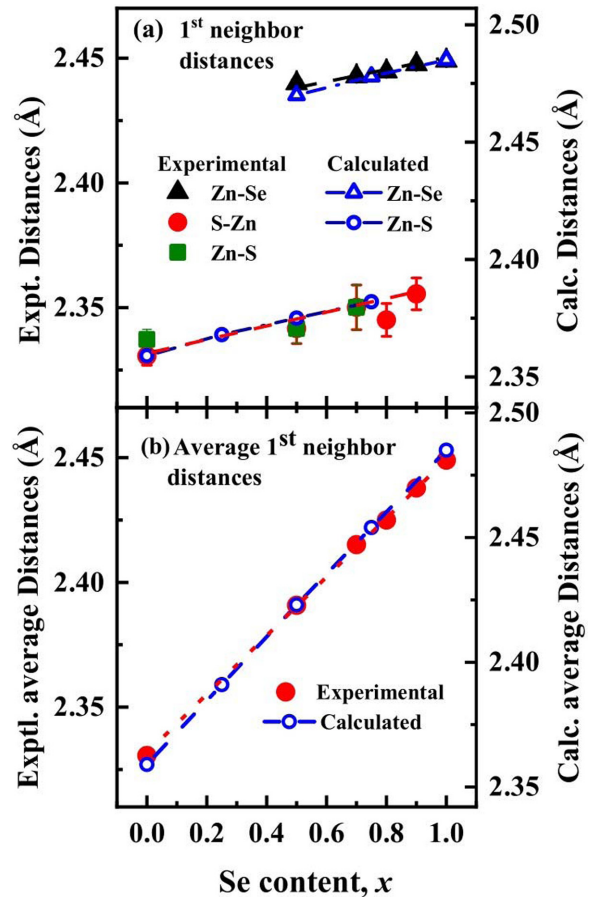 (a) 1st neighbor
distances
2.50
2.45
2.45
2.40
2.40
2.35
2.35
Expt. Distances (Å)
Calc. Distances (Å)
Experimental Calculated
Zn-Se Zn-Se
S-Zn Zn-S
Zn-S
(b) Average 1st neighbor
distances
2.50
2.45
2.45
2.40
2.40
2.35
2.35
Exptl. average Distances (Å)
Calc. average Distances (Å)
Experimental
Calculated
0.0 0.2 0.4 0.6 0.8 1.0
Se content, x